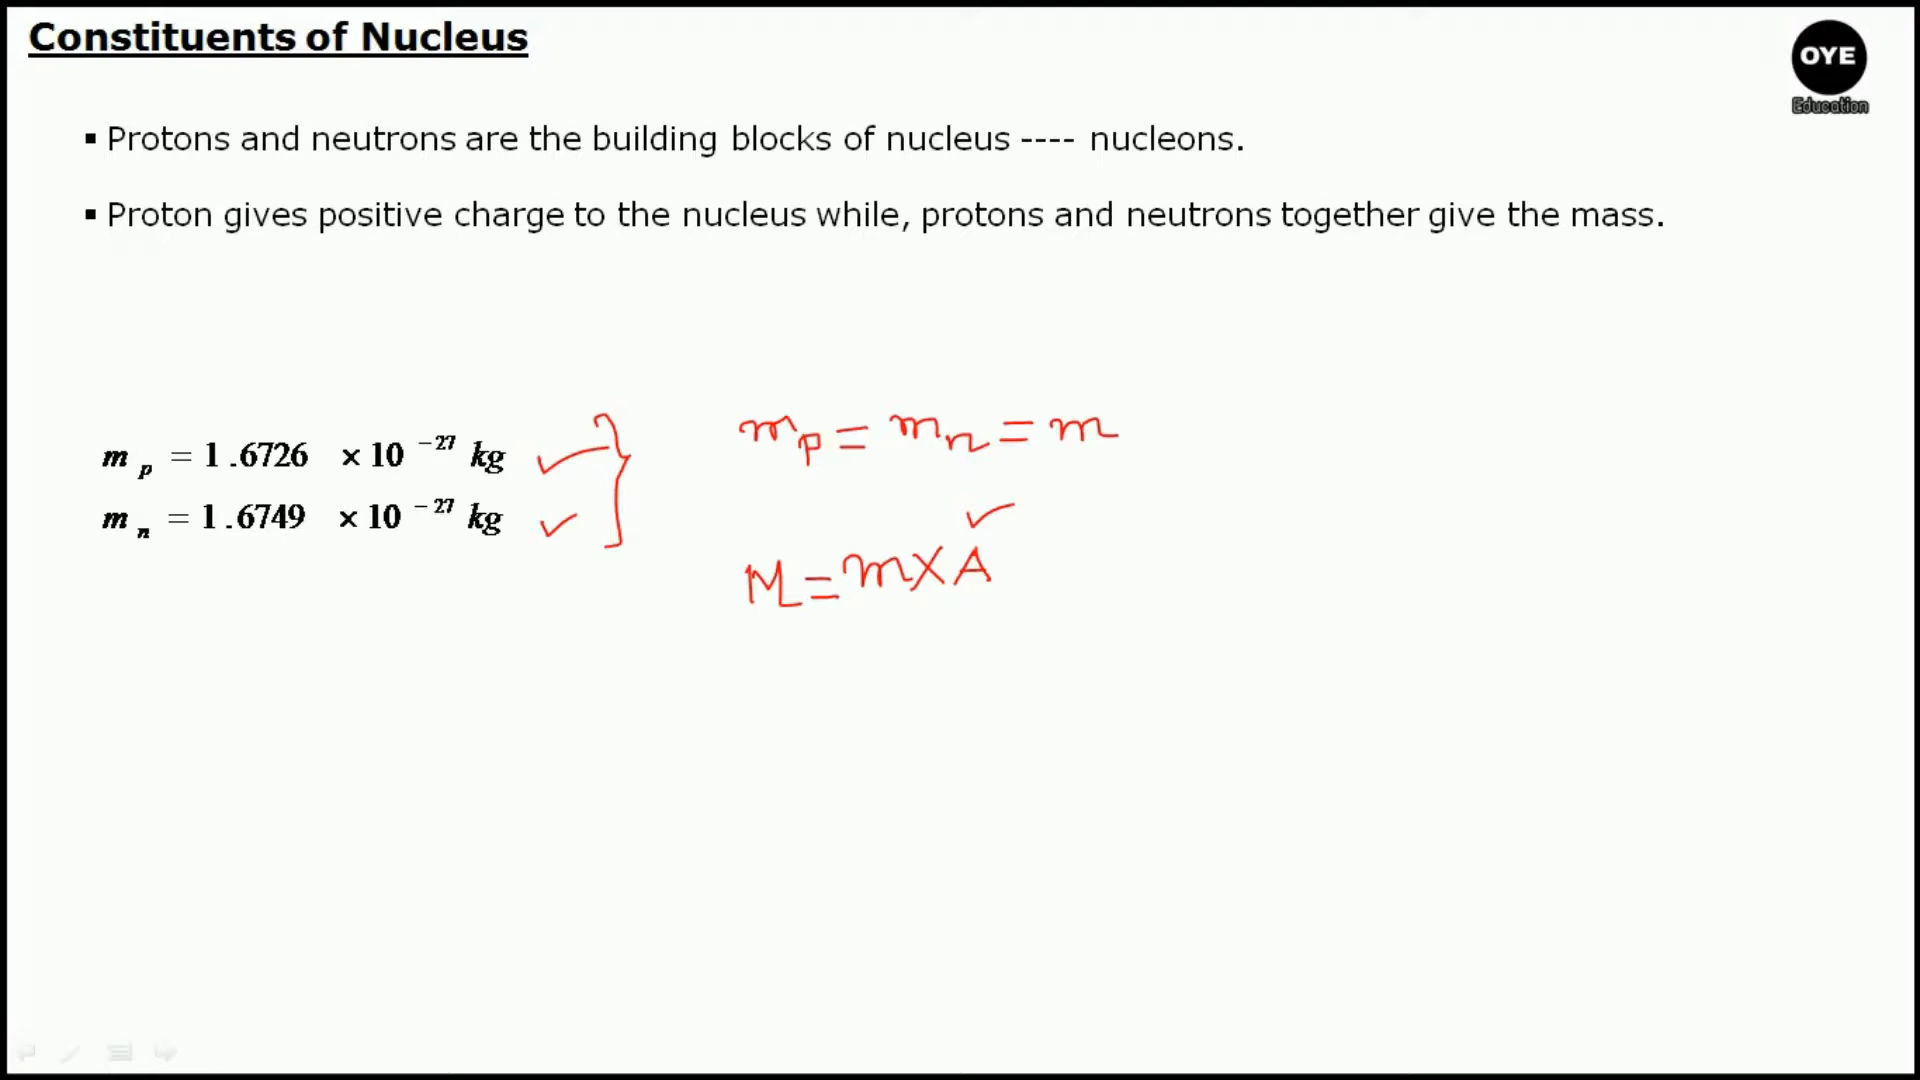 Constituents of Nucleus
OYE
Education
▪ Protons and neutrons are the building blocks of nucleus ---- nucleons.
▪ Proton gives positive charge to the nucleus while, protons and neutrons together give the mass.
m p = 1.6726 × 10 ⁻²⁷ kg ✓
m n = 1.6749 × 10 ⁻²⁷ kg ✓
mp = mn = m
✓
M = m X A